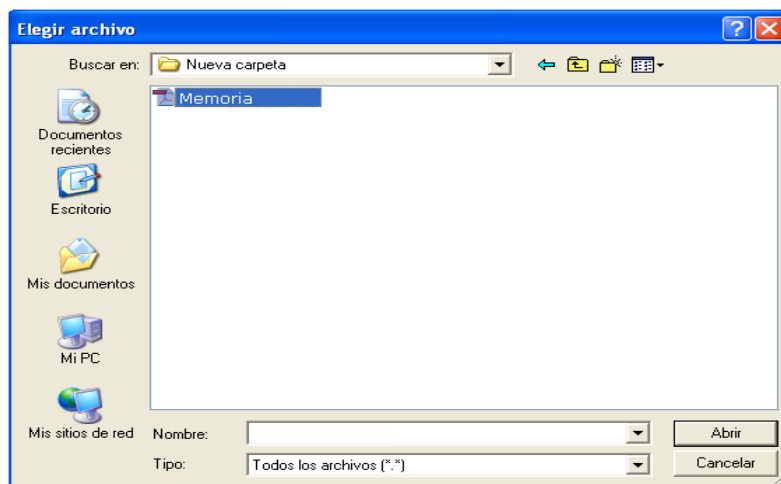 Elegir archivo
Buscar en:
Nueva carpeta
Memoria
Documentos
recientes
Escritorio
Mis documentos
Mi PC
Mis sitios de red
Nombre:
Abrir
Tipo:
Todos los archivos (*.*)
Cancelar